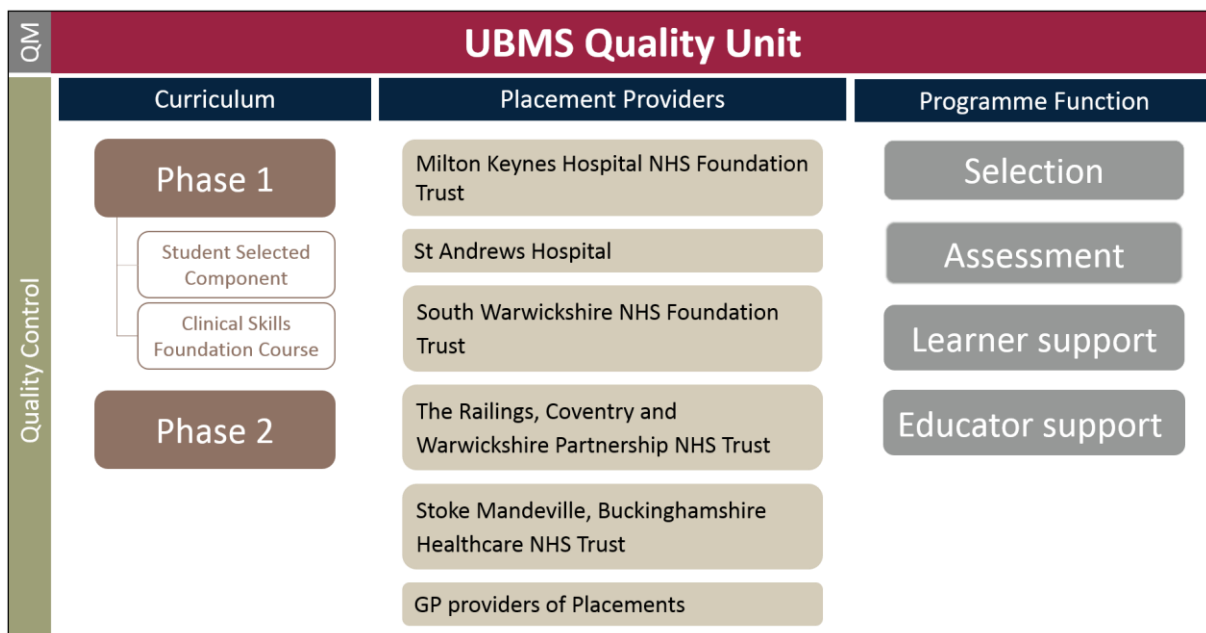 QM
UBMS Quality Unit
Quality Control
Curriculum
Phase 1
Student Selected
Component
Clinical Skills
Foundation Course
Phase 2
Placement Providers
Milton Keynes Hospital NHS Foundation
Trust
St Andrews Hospital
South Warwickshire NHS Foundation
Trust
The Railings, Coventry and
Warwickshire Partnership NHS Trust
Stoke Mandeville, Buckinghamshire
Healthcare NHS Trust
GP providers of Placements
Programme Function
Selection
Assessment
Learner support
Educator support